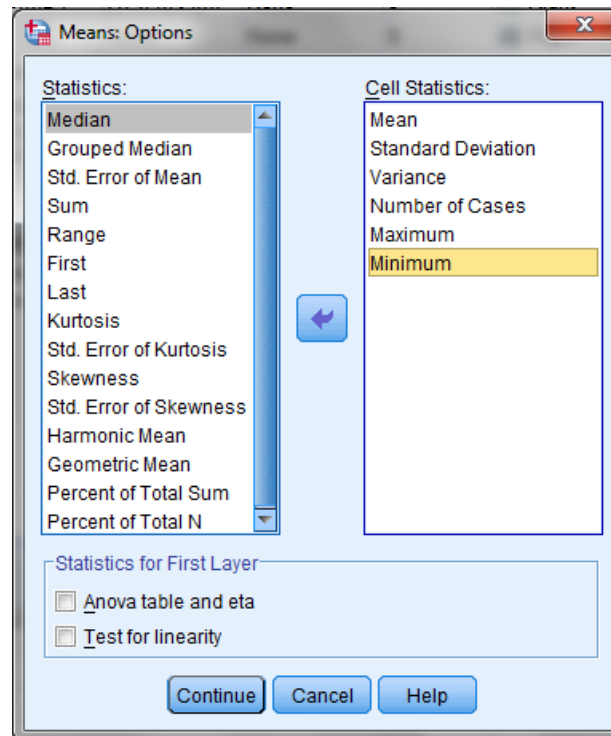 Means: Options
Statistics:
Median
Grouped Median
Std. Error of Mean
Sum
Range
First
Last
Kurtosis
Std. Error of Kurtosis
Skewness
Std. Error of Skewness
Harmonic Mean
Geometric Mean
Percent of Total Sum
Percent of Total N
Cell Statistics:
Mean
Standard Deviation
Variance
Number of Cases
Maximum
Minimum
Statistics for First Layer
Anova table and eta
Test for linearity
Continue Cancel Help